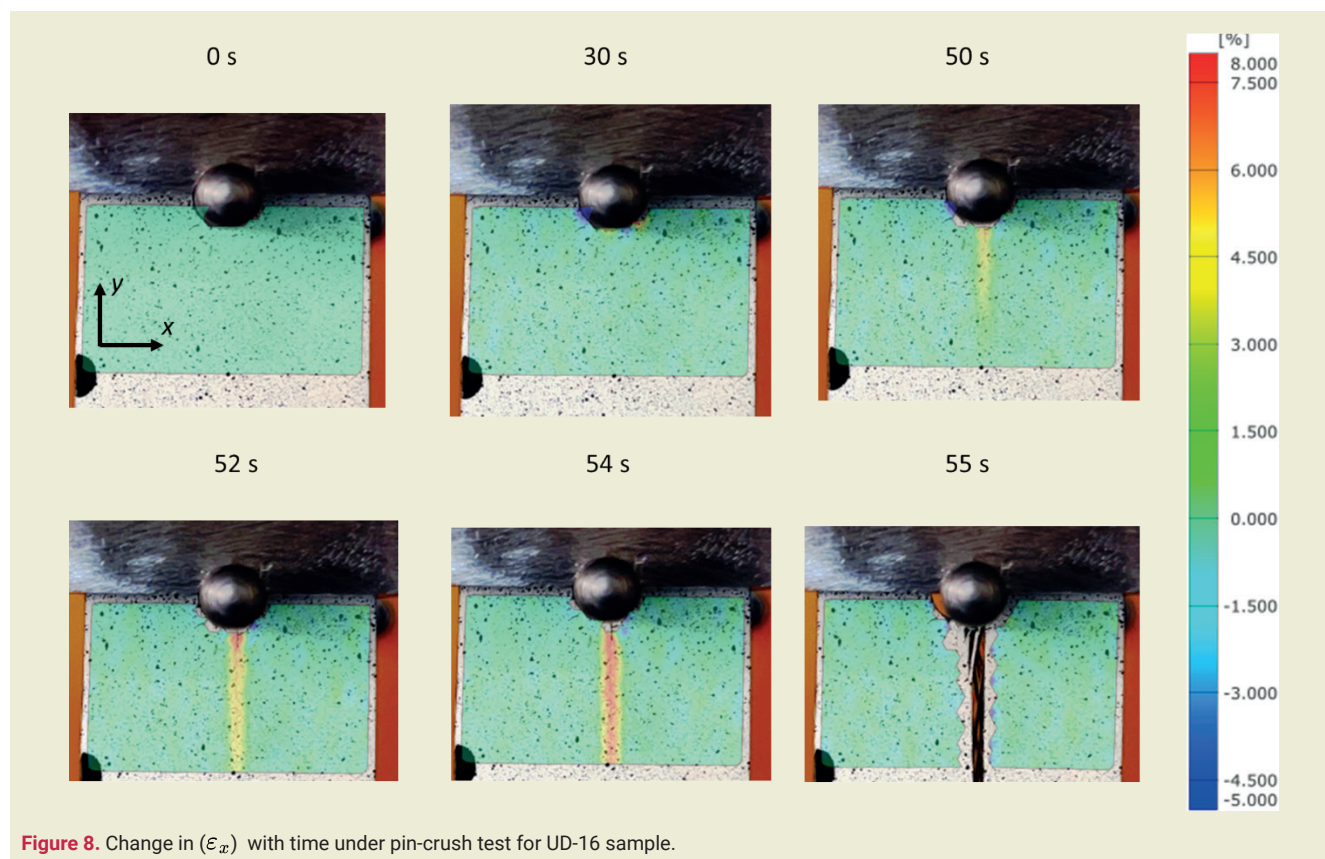 0 s
30 s
50 s
[%]
8.000
7.500
6.000
4.500
3.000
1.500
0.000
-1.500
-3.000
-4.500
-5.000
y
x
52 s
54 s
55 s
Figure 8. Change in (εx) with time under pin-crush test for UD-16 sample.